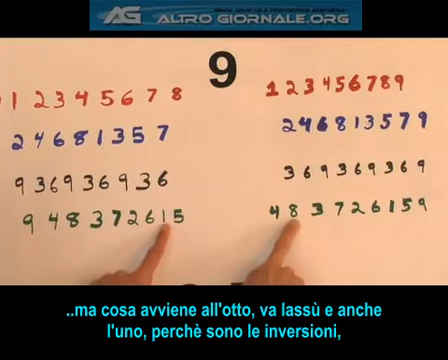 ALTRO GIORNALE.ORG
9
1 2 3 4 5 6 7 8
2 4 6 8 1 3 5 7
9 3 6 9 3 6 9 3 6
9 4 8 3 7 2 6 1 5
1 2 3 4 5 6 7 8 9
2 4 6 8 1 3 5 7 9
3 6 9 3 6 9 3 6 9
4 8 3 7 2 6 1 5 9
..ma cosa avviene all'otto, va lassù e anche
l'uno, perchè sono le inversioni,